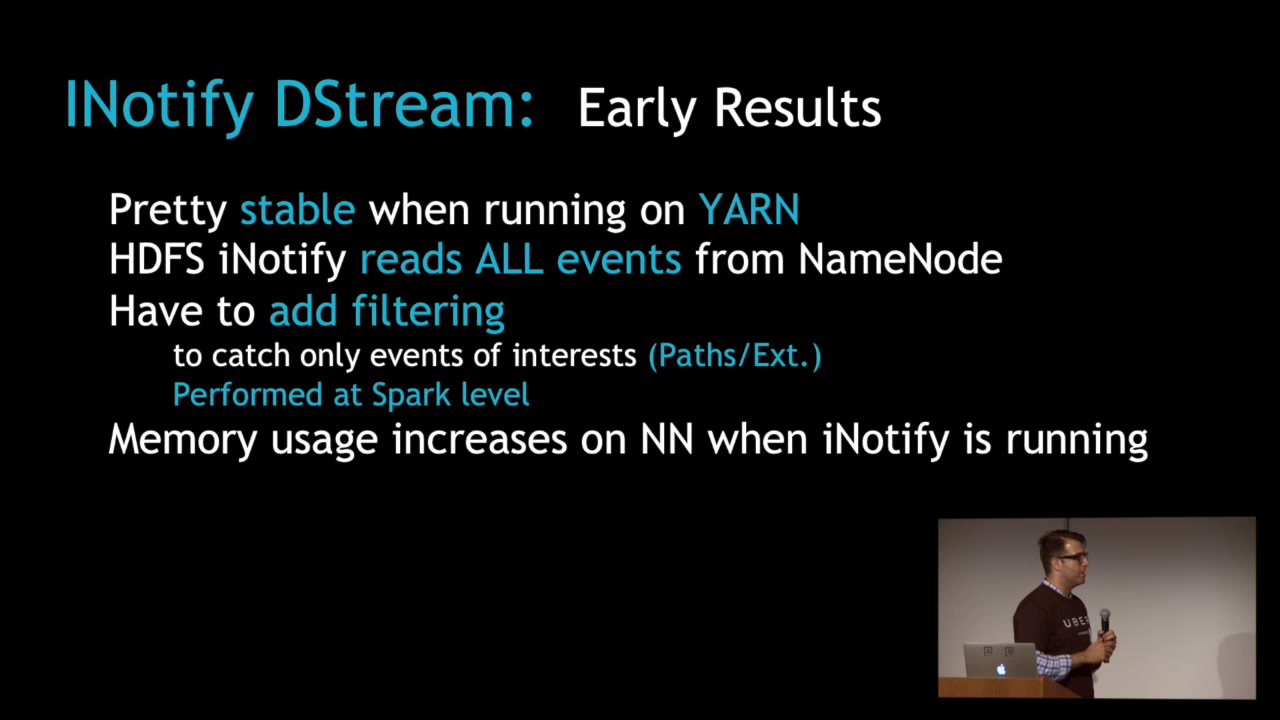 INotify DStream: Early Results
Pretty stable when running on YARN
HDFS iNotify reads ALL events from NameNode
Have to add filtering
to catch only events of interests (Paths/Ext.)
Performed at Spark level
Memory usage increases on NN when iNotify is running
UBER